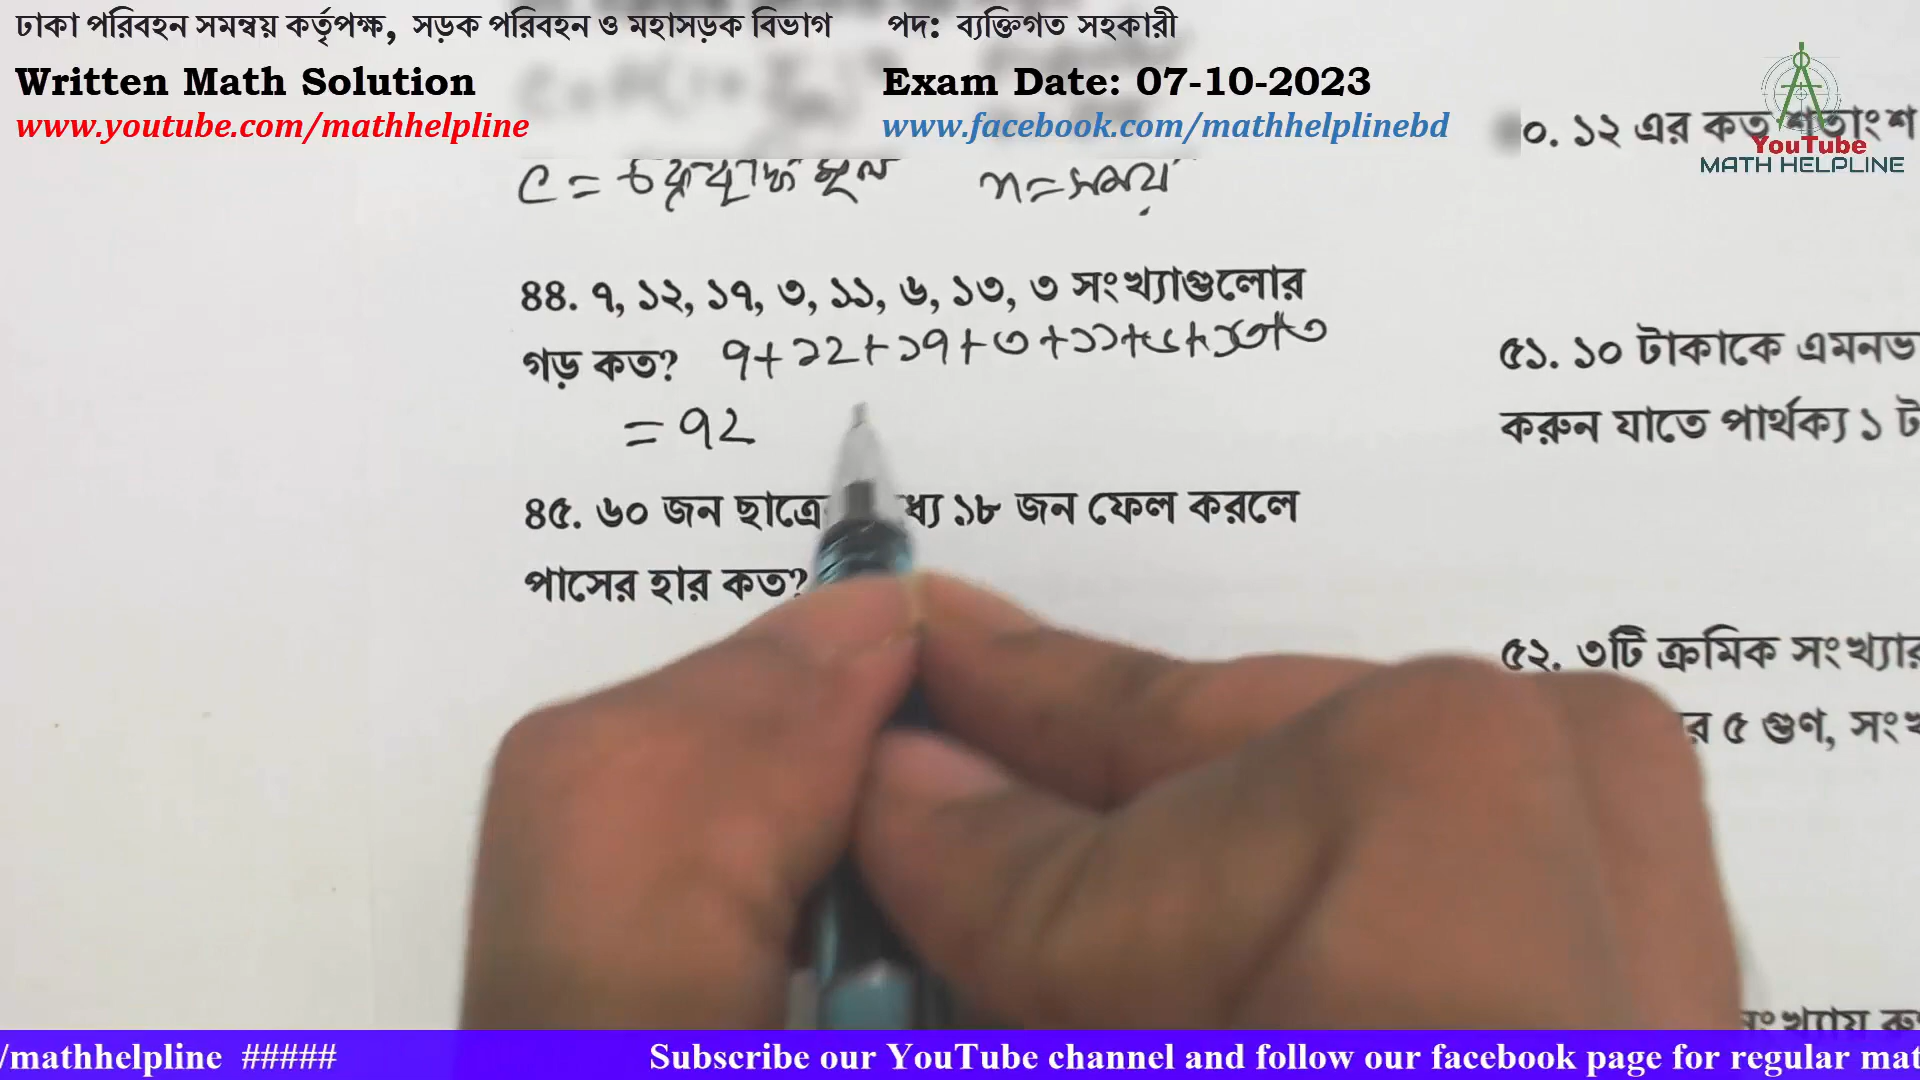 ঢাকা পরিবহন সমন্বয় কর্তৃপক্ষ, সড়ক পরিবহন ও মহাসড়ক বিভাগ পদ: ব্যক্তিগত সহকারী
Written Math Solution Exam Date: 07-10-2023
www.youtube.com/mathhelpline www.facebook.com/mathhelplinebd
YouTube
MATH HELPLINE
C = চক্রবৃদ্ধি মূল n = সময়
৪৪. ৭, ১২, ১৭, ৩, ১১, ৬, ১৩, ৩ সংখ্যাগুলোর
গড় কত? ৭+১২+১৭+৩+১১+৬+১৩+৩
= ৭২
৪৫. ৬০ জন ছাত্রে ১৮ জন ফেল করলে
পাসের হার কত?
০. ১২ এর কত শতাংশ
৫১. ১০ টাকাকে এমনভ
করুন যাতে পার্থক্য ১ ট
৫২. ৩টি ক্রমিক সংখ্যার
র ৫ গুণ, সংখ
/mathhelpline ##### Subscribe our YouTube channel and follow our facebook page for regular mat